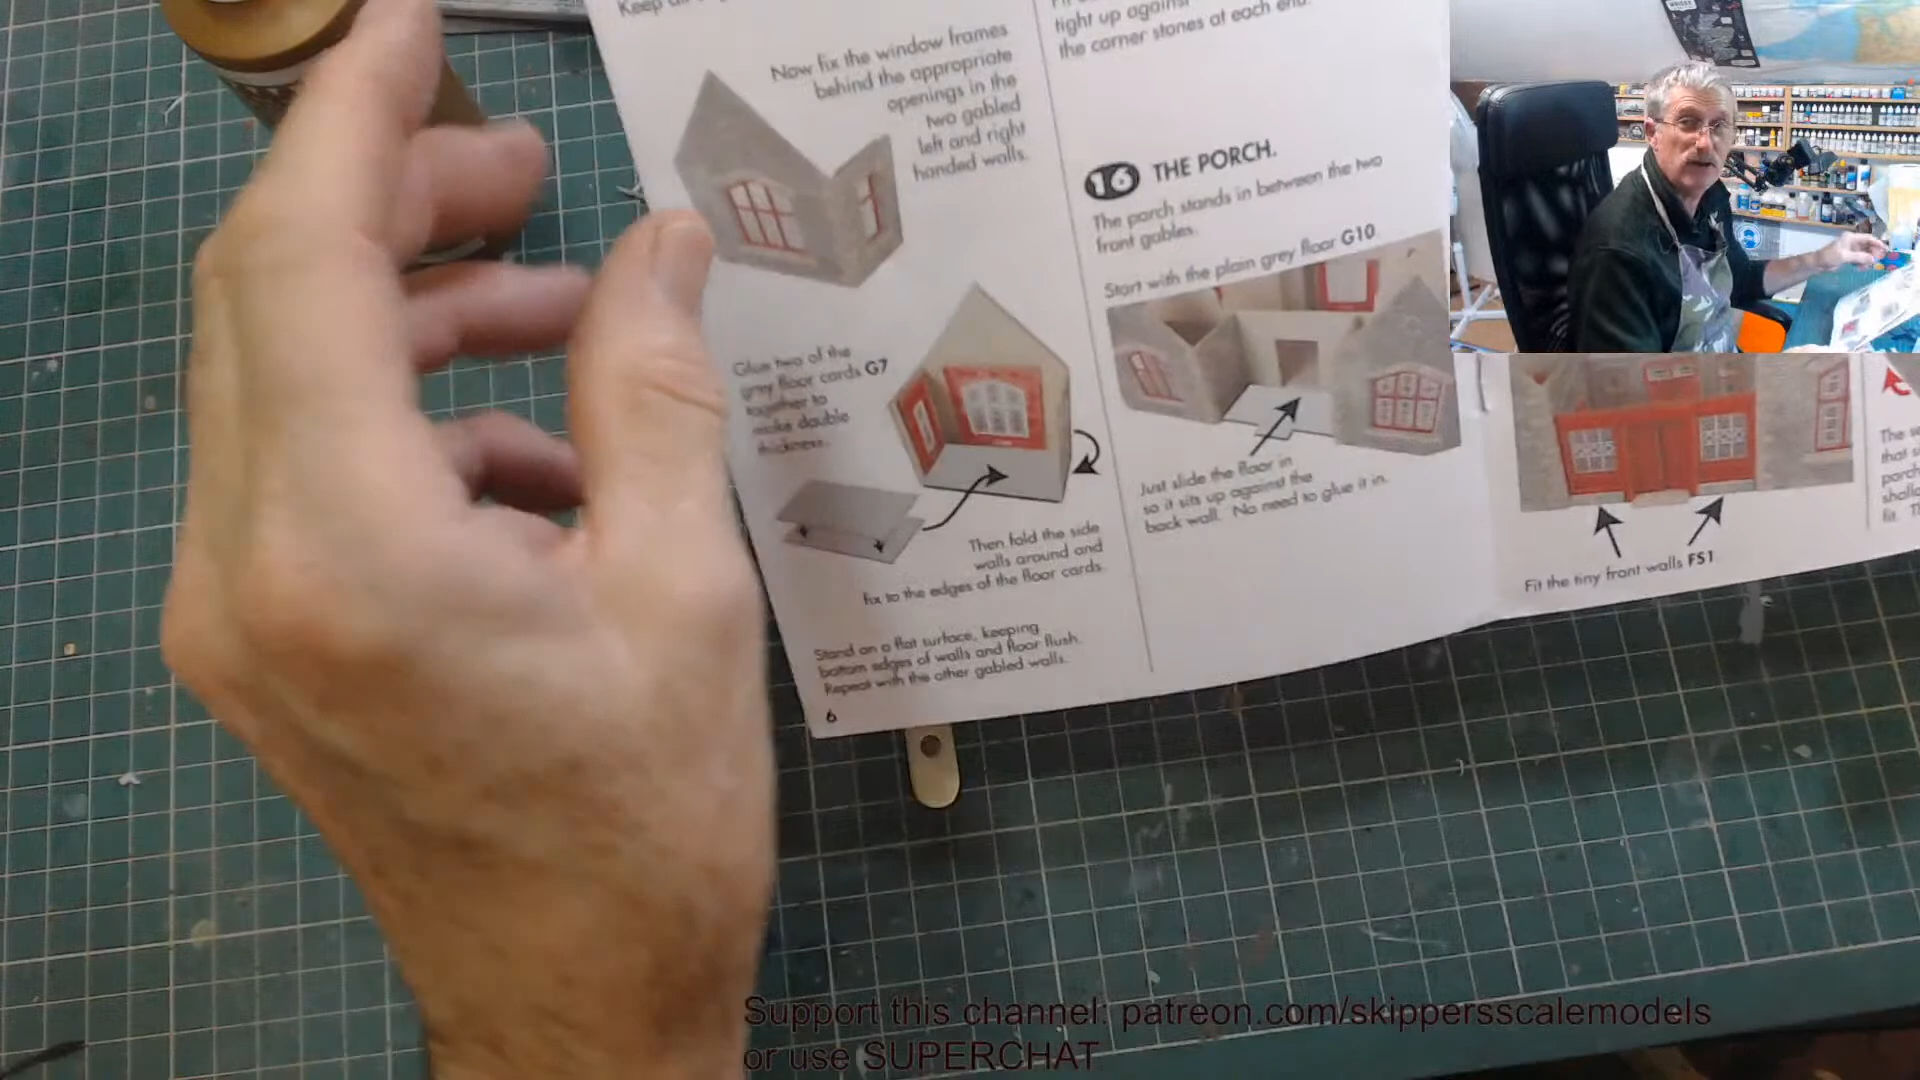 Keep
Now fix the window frames
behind the appropriate
openings in the
two gabled
left and right
handed walls.
Glue two of the
grey floor cards G7
together to
make double
thickness.
Then fold the side
walls around and
fix to the edges of the floor cards.
Stand on a flat surface, keeping
bottom edges of walls and floor flush.
Repeat with the other gabled walls.
6
tight up against
the corner stones at each end.
16 THE PORCH.
The porch stands in between the two
front gables.
Start with the plain grey floor G10
Just slide the floor in
so it sits up against the
back wall. No need to glue it in.
Fit the tiny front walls FS1
The
that
fit.
Support this channel: patreon.com/skippersscalemodels
or use SUPERCHAT